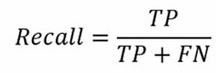 Recall = TP / TP + FN